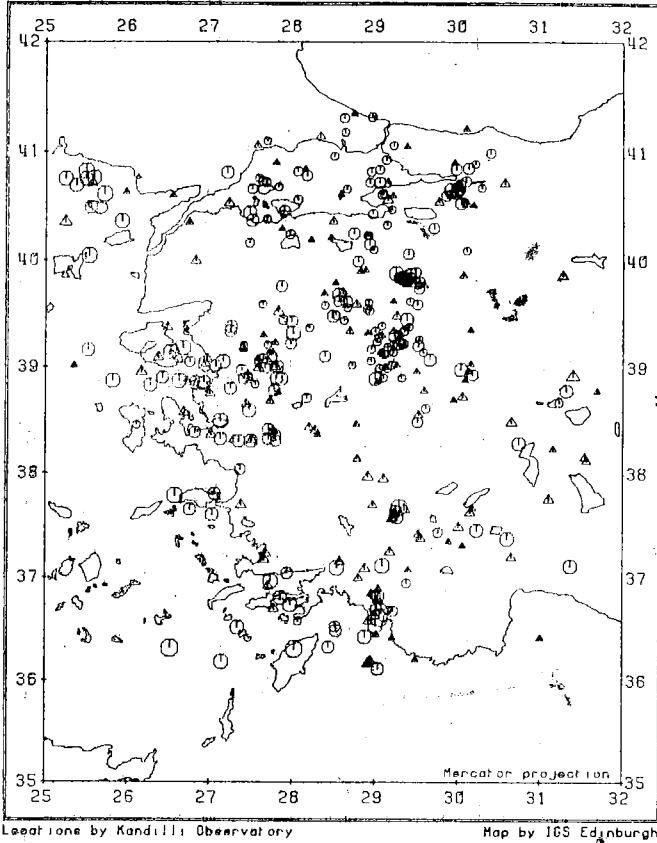 25 26 27 28 29 30 31 32
42 42
41 41
40 40
39 39
38 38
37 37
36 36
Mercator projection
35 35
25 26 27 28 29 30 31 32
Locations by Kandilli Observatory Map by IGS Edinburgh